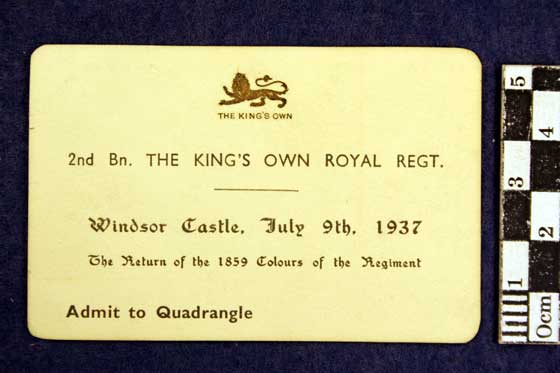 THE KING'S OWN
2nd Bn. THE KING'S OWN ROYAL REGT.
Windsor Castle, July 9th, 1937
The Return of the 1859 Colours of the Regiment
Admit to Quadrangle
5
4
3
2
1
0cm